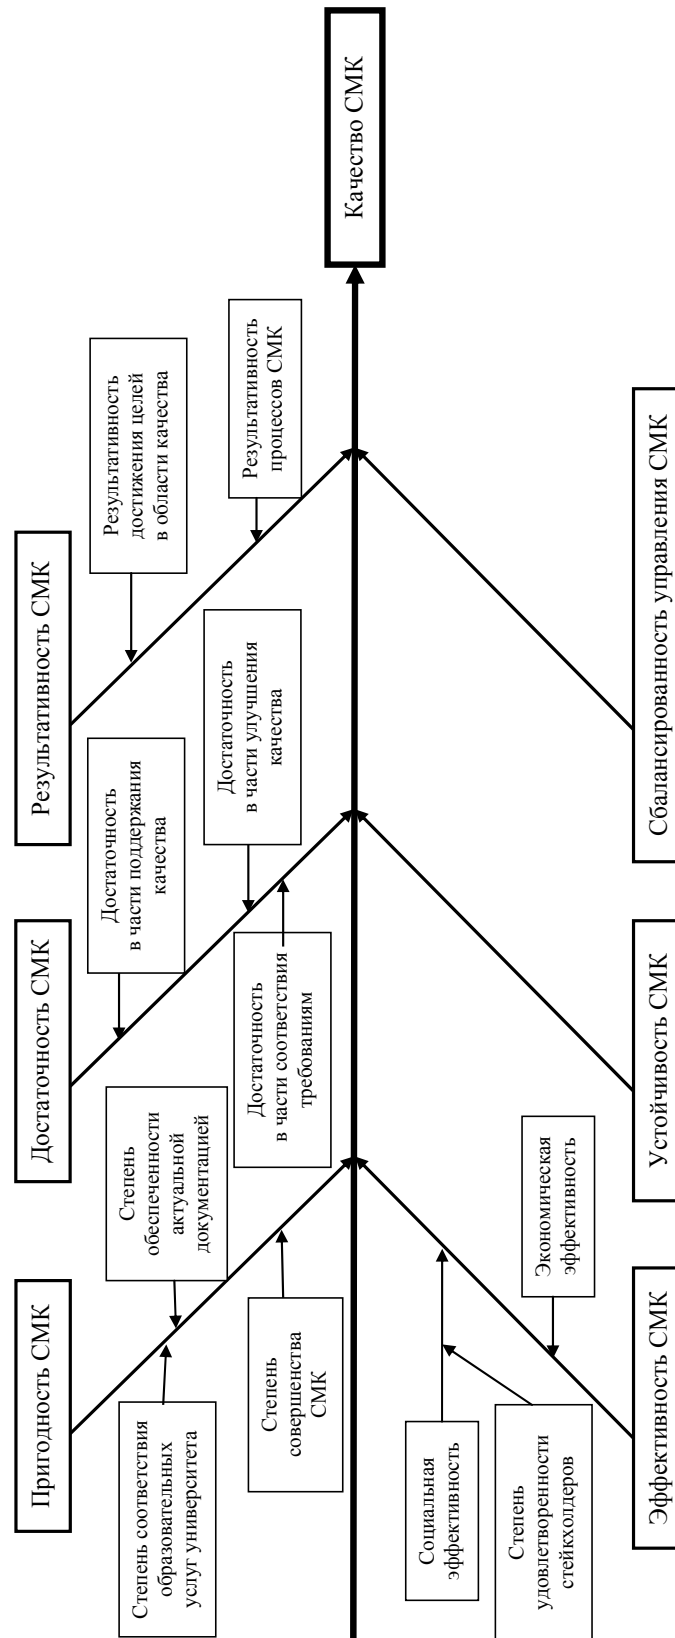 Пригодность СМК
Достаточность СМК
Результативность СМК
Степень соответствия
образовательных
услуг университета
Степень
обеспеченности
актуальной
документацией
Степень
совершенства
СМК
Достаточность
в части поддержания
качества
Достаточность
в части соответствия
требованиям
Достаточность
в части улучшения
качества
Результативность
достижения целей
в области качества
Результативность
процессов СМК
Качество СМК
Социальная
эффективность
Степень
удовлетворенности
стейкхолдеров
Экономическая
эффективность
Эффективность СМК
Устойчивость СМК
Сбалансированность управления СМК